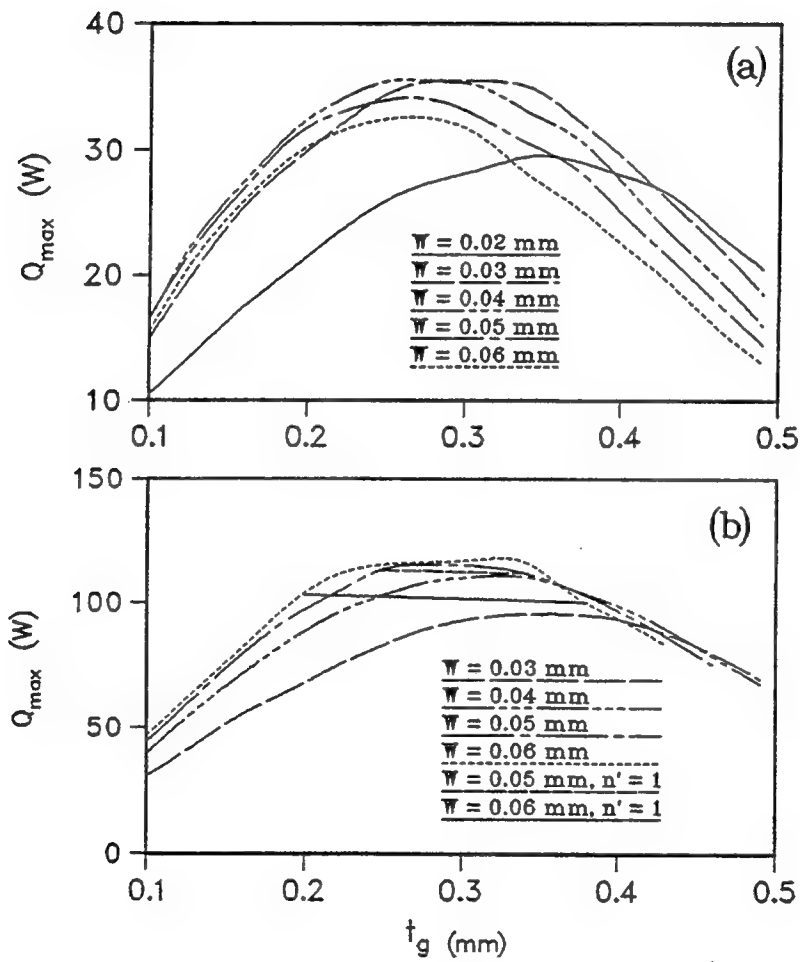 (a)
Q_max (W)
40
30
20
10
W = 0.02 mm
W = 0.03 mm
W = 0.04 mm
W = 0.05 mm
W = 0.06 mm
0.1 0.2 0.3 0.4 0.5
(b)
Q_max (W)
150
100
50
0
W = 0.03 mm
W = 0.04 mm
W = 0.05 mm
W = 0.06 mm
W = 0.05 mm, n' = 1
W = 0.06 mm, n' = 1
0.1 0.2 0.3 0.4 0.5
t_g (mm)